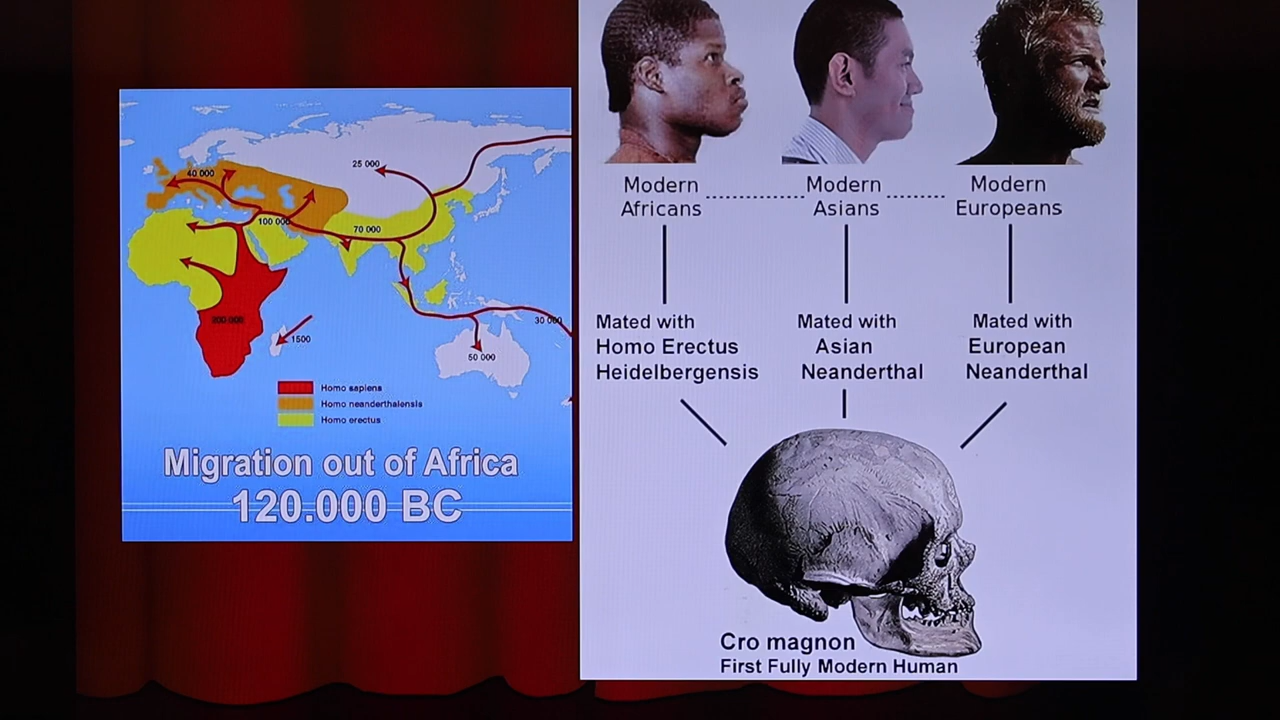 40 000
25 000
100 000
70 000
200 000
1500
30 000
50 000
Homo sapiens
Homo neanderthalensis
Homo erectus
Migration out of Africa
120.000 BC
Modern
Africans
Modern
Asians
Modern
Europeans
Mated with
Homo Erectus
Heidelbergensis
Mated with
Asian
Neanderthal
Mated with
European
Neanderthal
Cro magnon
First Fully Modern Human